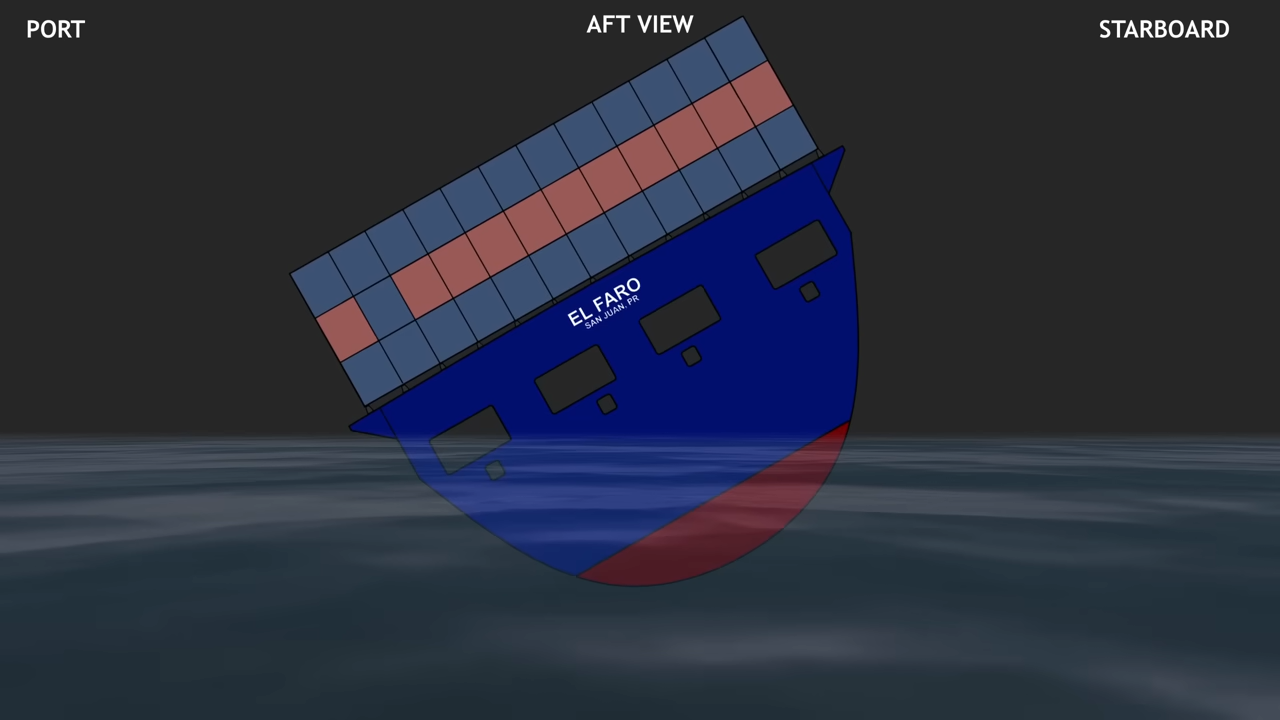 PORT
AFT VIEW
STARBOARD
EL FARO
SAN JUAN, PR